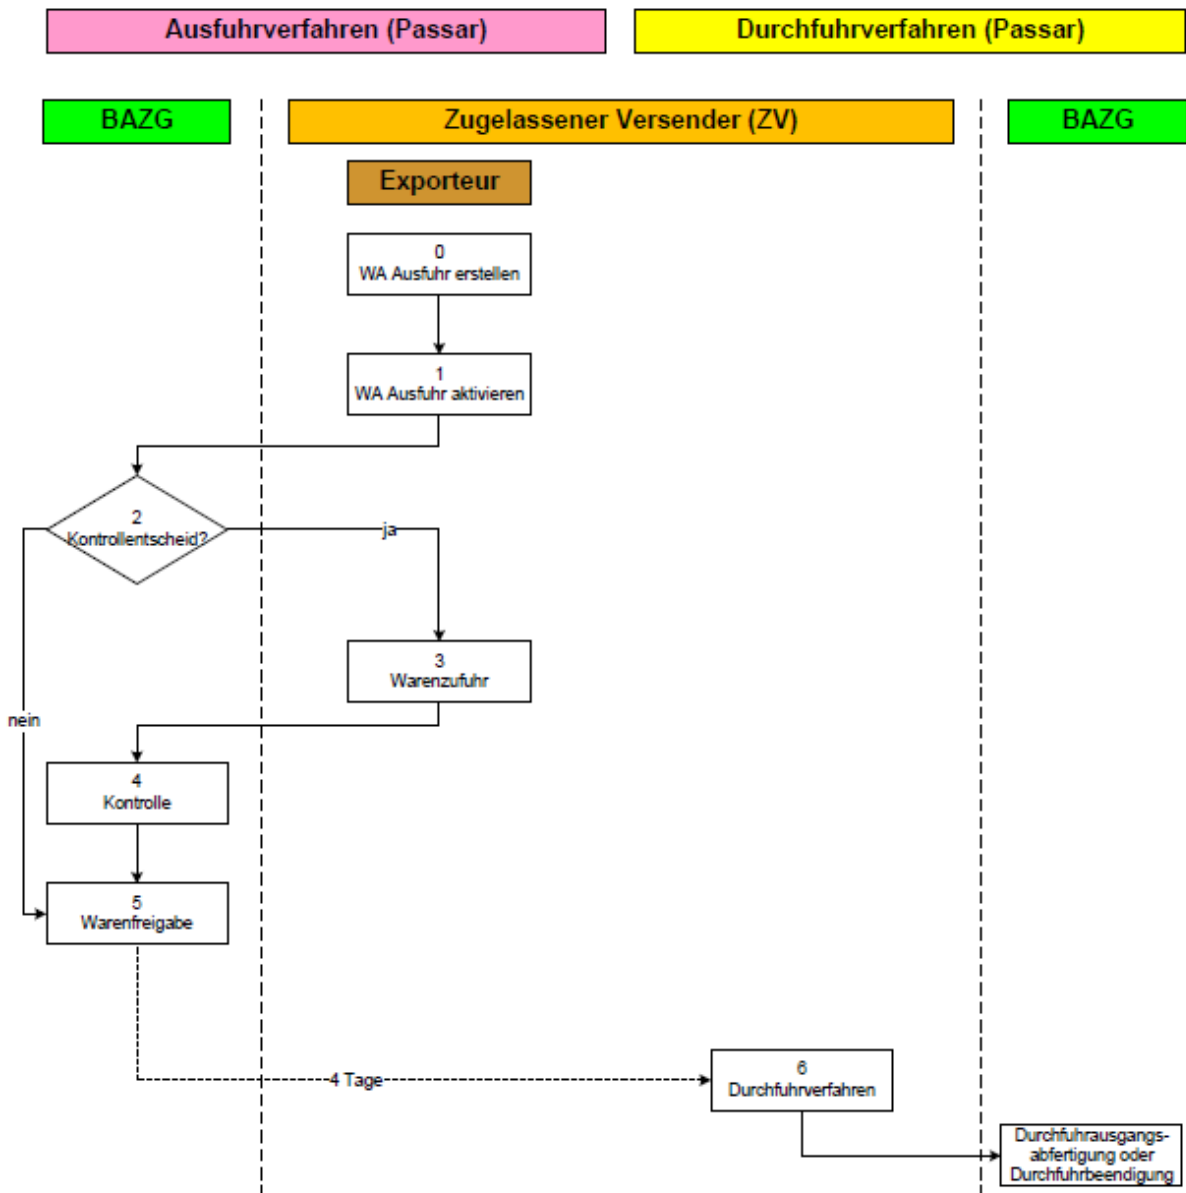 Ausfuhrverfahren (Passar)
Durchfuhrverfahren (Passar)
BAZG
Zugelassener Versender (ZV)
BAZG
Exporteur
0
WA Ausfuhr erstellen
1
WA Ausfuhr aktivieren
2
Kontrollentscheid?
ja
3
Warenzufuhr
nein
4
Kontrolle
5
Warenfreigabe
4 Tage
6
Durchfuhrverfahren
Durchfuhrausgangs-
abfertigung oder
Durchfuhrbeendigung